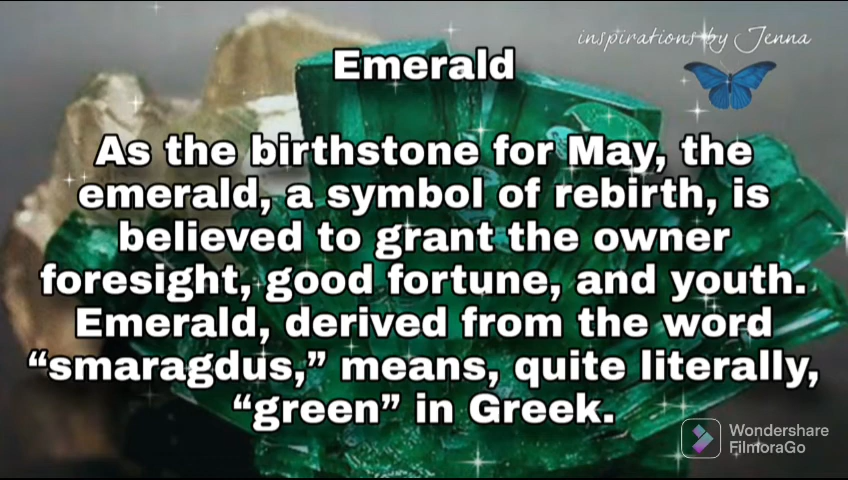 inspirations by Jenna
Emerald
As the birthstone for May, the
emerald, a symbol of rebirth, is
believed to grant the owner
foresight, good fortune, and youth.
Emerald, derived from the word
“smaragdus,” means, quite literally,
“green” in Greek.
Wondershare
FilmoraGo